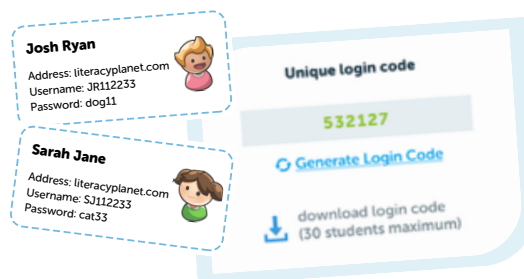 Josh Ryan
Address: literacyplanet.com
Username: JR112233
Password: dog11
Sarah Jane
Address: literacyplanet.com
Username: SJ112233
Password: cat33
Unique login code
532127
Generate Login Code
download login code
(30 students maximum)